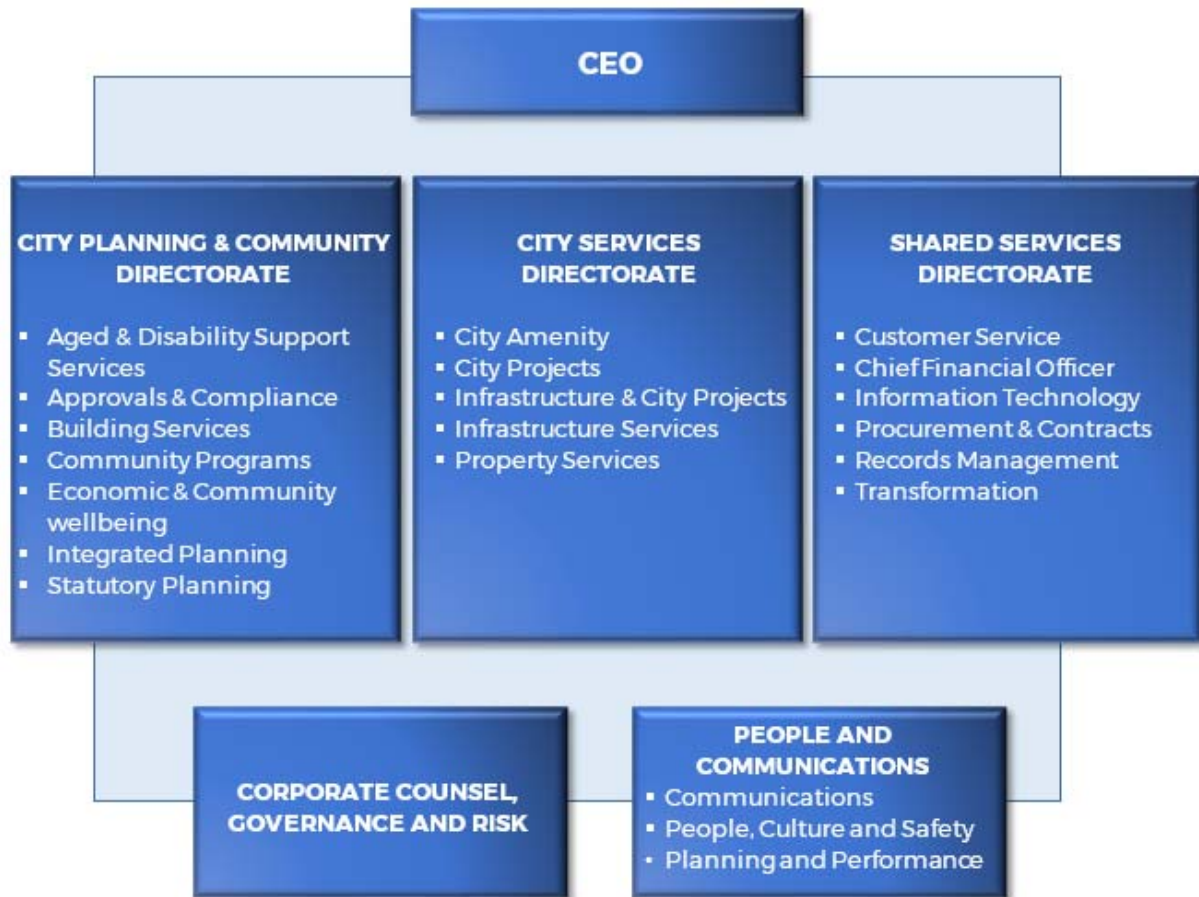 CEO
CITY PLANNING & COMMUNITY
DIRECTORATE
▪ Aged & Disability Support
Services
▪ Approvals & Compliance
▪ Building Services
▪ Community Programs
▪ Economic & Community
wellbeing
▪ Integrated Planning
▪ Statutory Planning
CITY SERVICES
DIRECTORATE
▪ City Amenity
▪ City Projects
▪ Infrastructure & City Projects
▪ Infrastructure Services
▪ Property Services
SHARED SERVICES
DIRECTORATE
▪ Customer Service
▪ Chief Financial Officer
▪ Information Technology
▪ Procurement & Contracts
▪ Records Management
▪ Transformation
CORPORATE COUNSEL,
GOVERNANCE AND RISK
PEOPLE AND
COMMUNICATIONS
▪ Communications
▪ People, Culture and Safety
• Planning and Performance